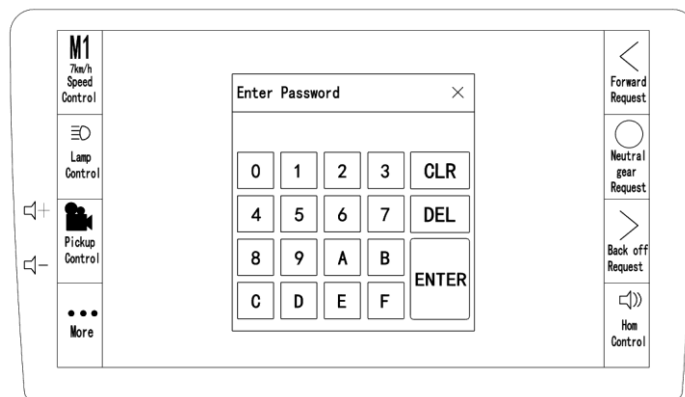 M1
7km/h
Speed
Control
Lamp
Control
Pickup
Control
More
Enter Password
0 1 2 3 CLR
4 5 6 7 DEL
8 9 A B
ENTER
C D E F
Forward
Request
Neutral
gear
Request
Back off
Request
Hom
Control